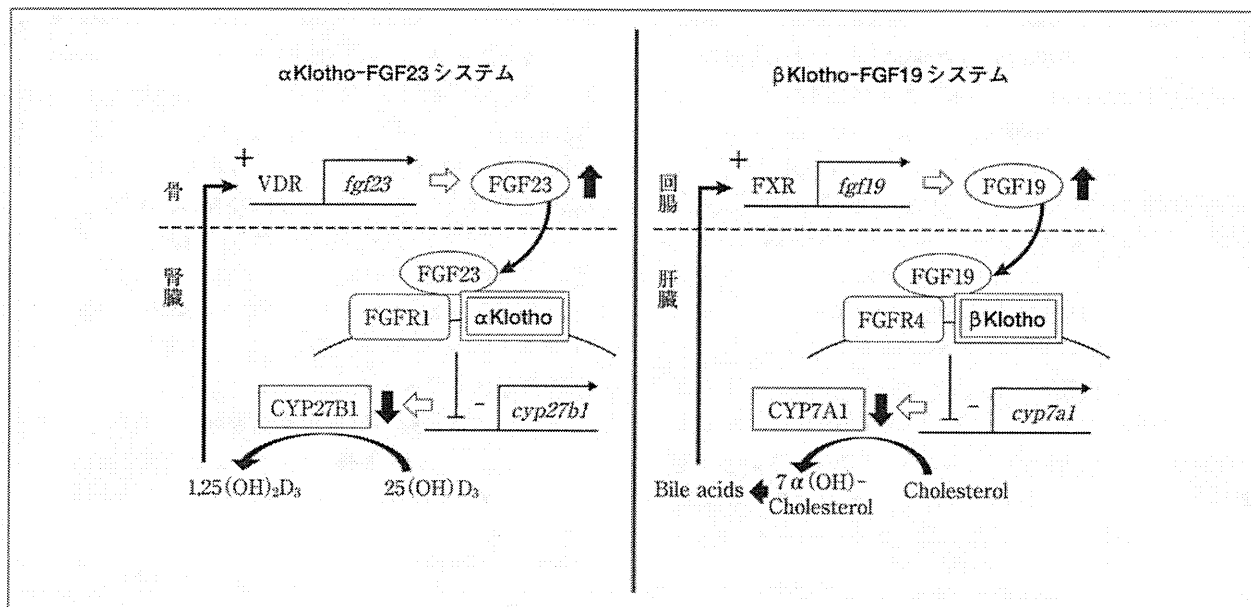 αKlotho-FGF23 システム
+
VDR
fgf23
FGF23
骨
腎臓
FGF23
FGFR1
αKlotho
CYP27B1
-
cyp27b1
1,25(OH)₂D₃
25(OH)D₃
βKlotho-FGF19 システム
+
FXR
fgf19
FGF19
回腸
肝臓
FGF19
FGFR4
βKlotho
CYP7A1
-
cyp7a1
Bile acids
7α(OH)-
Cholesterol
Cholesterol